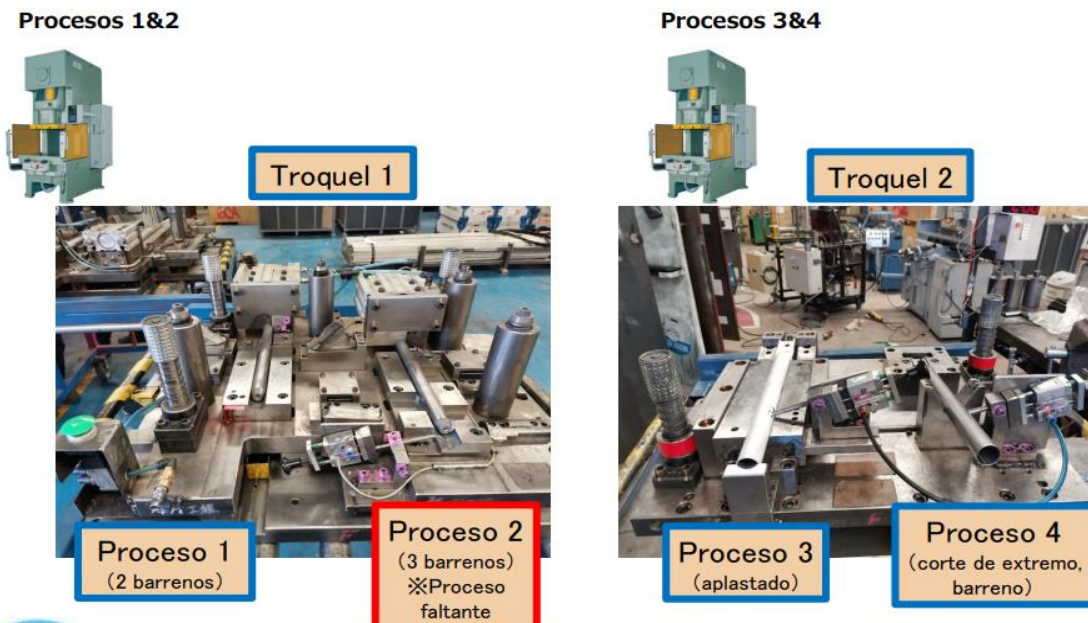 Procesos 1&2
Procesos 3&4
Troquel 1
Troquel 2
Proceso 1
(2 barrenos)
Proceso 2
(3 barrenos)
※Proceso
faltante
Proceso 3
(aplastado)
Proceso 4
(corte de extremo,
barreno)